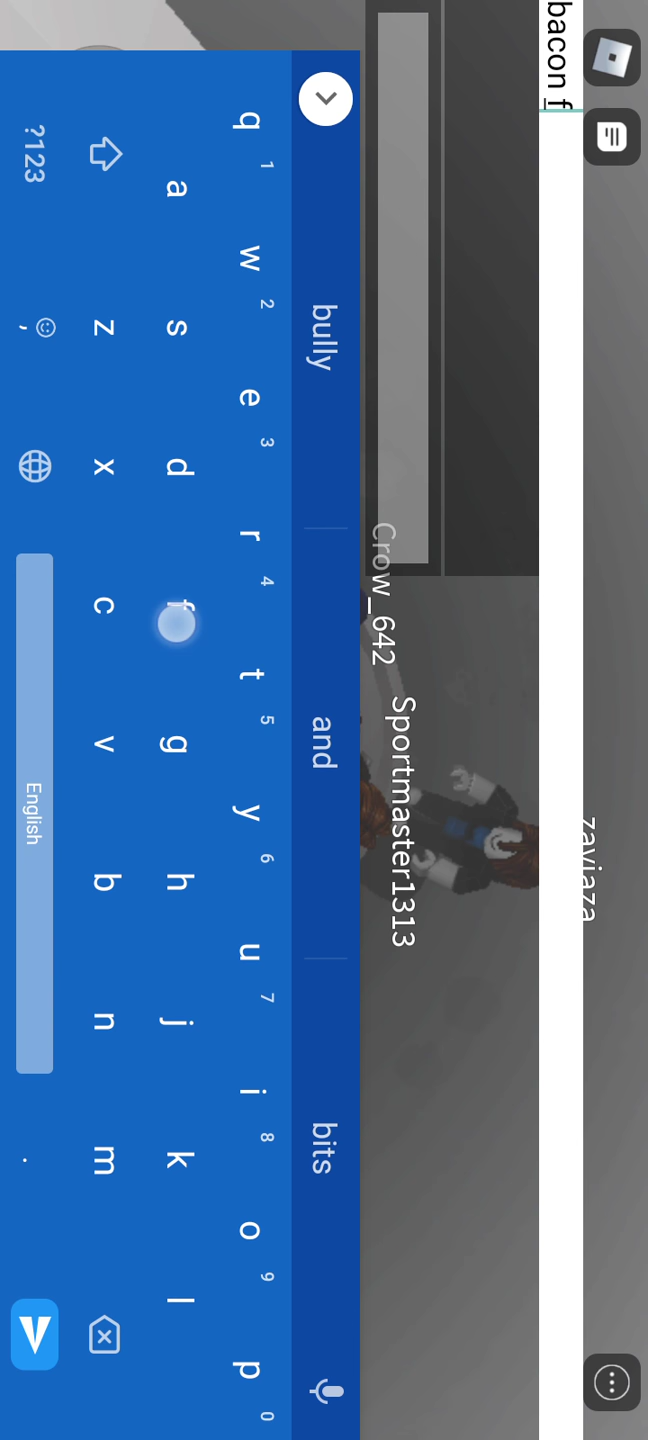 bacon f
zaviaza
Crow_642
Sportmaster1313
bully and bits
q 1 w 2 e 3 r 4 t 5 y 6 u 7 i 8 o 9 p 0
a s d f g h j k l
z x c v b n m
?123 , English .